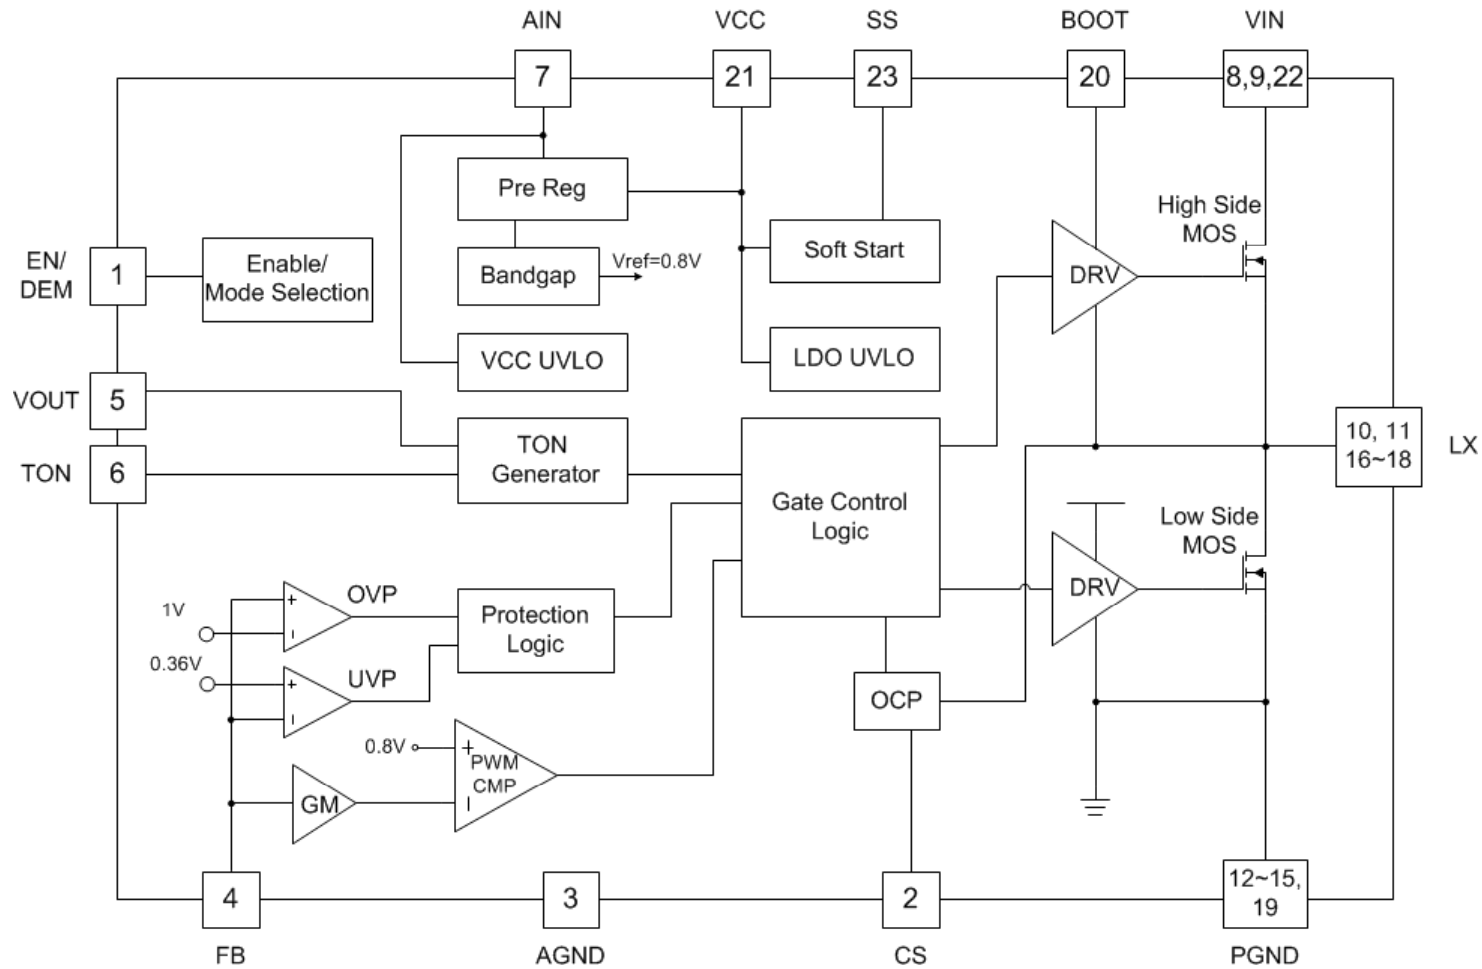 AIN
VCC
SS
BOOT
VIN
7
21
23
20
8,9,22
Pre Reg
High Side
MOS
Soft Start
EN/
DEM
1
Enable/
Mode Selection
Bandgap
Vref=0.8V
DRV
VCC UVLO
LDO UVLO
VOUT
5
TON
Generator
10, 11
16~18
LX
TON
6
Gate Control
Logic
Low Side
MOS
1V
+
-
OVP
Protection
Logic
DRV
0.36V
+
-
UVP
OCP
0.8V
+
PWM
CMP
-
GM
4
3
2
12~15,
19
FB
AGND
CS
PGND